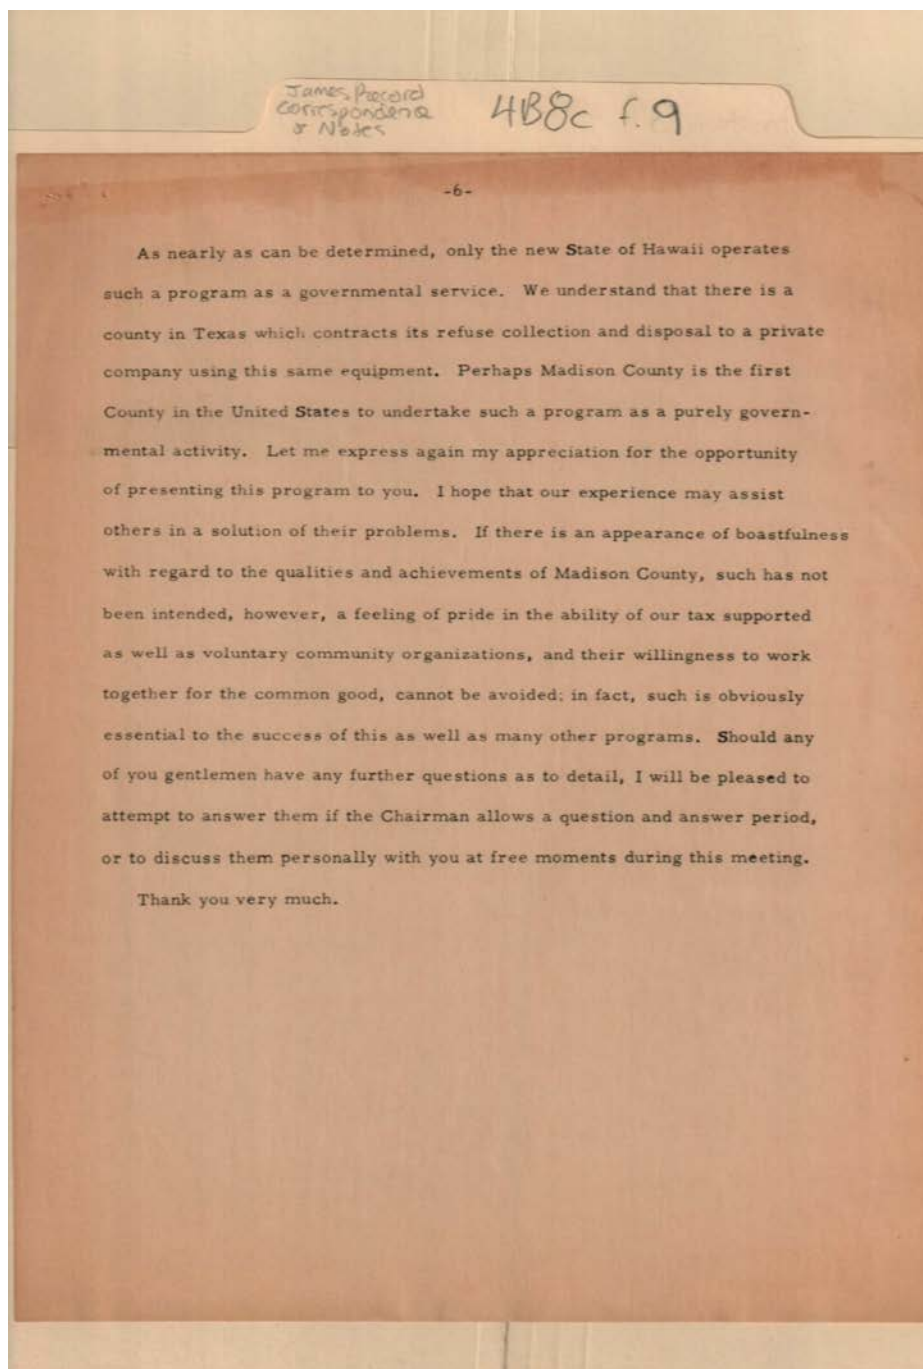 James Record
Correspondence
& Notes
4B8c f.9
-6-
As nearly as can be determined, only the new State of Hawaii operates
such a program as a governmental service. We understand that there is a
county in Texas which contracts its refuse collection and disposal to a private
company using this same equipment. Perhaps Madison County is the first
County in the United States to undertake such a program as a purely govern-
mental activity. Let me express again my appreciation for the opportunity
of presenting this program to you. I hope that our experience may assist
others in a solution of their problems. If there is an appearance of boastfulness
with regard to the qualities and achievements of Madison County, such has not
been intended, however, a feeling of pride in the ability of our tax supported
as well as voluntary community organizations, and their willingness to work
together for the common good, cannot be avoided; in fact, such is obviously
essential to the success of this as well as many other programs. Should any
of you gentlemen have any further questions as to detail, I will be pleased to
attempt to answer them if the Chairman allows a question and answer period,
or to discuss them personally with you at free moments during this meeting.
Thank you very much.